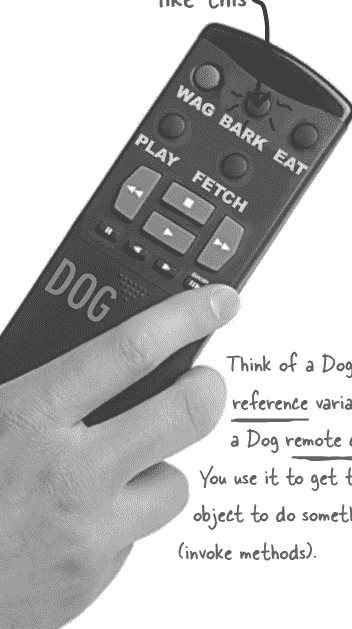 like this
WAG BARK EAT
PLAY FETCH
DOG
Think of a Dog
reference
a Dog remote
You use it to get
object to do
(invoke methods).